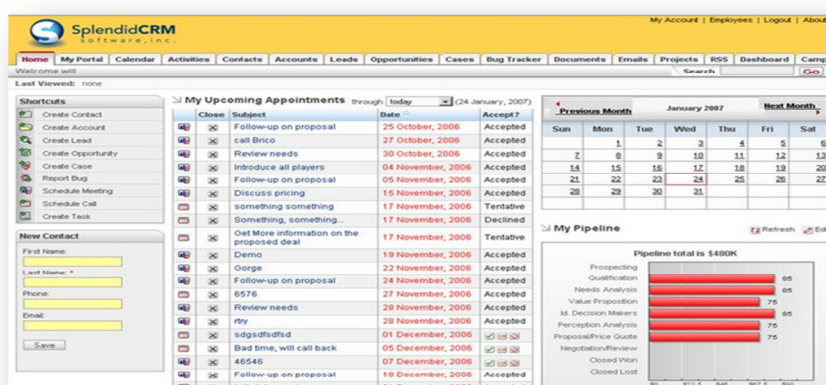 My Account | Employees | Logout | About
SplendidCRM
software, inc.
Home My Portal Calendar Activities Contacts Accounts Leads Opportunities Cases Bug Tracker Documents Emails Projects RSS Dashboard Camp
Welcome will
Search Go
Last Viewed: none
Shortcuts
Create Contact
Create Account
Create Lead
Create Opportunity
Create Case
Report Bug
Schedule Meeting
Schedule Call
Create Task
New Contact
First Name:
Last Name: *
Phone:
Email:
Save
My Upcoming Appointments through today (24 January, 2007)
Close Subject Date Accept?
Follow-up on proposal 25 October, 2006 Accepted
call Brico 27 October, 2006 Accepted
Review needs 30 October, 2006 Accepted
Introduce all players 04 November, 2006 Accepted
Follow-up on proposal 05 November, 2006 Accepted
Discuss pricing 15 November, 2006 Accepted
something something 17 November, 2006 Tentative
Something, something... 17 November, 2006 Declined
Get More information on the
proposed deal 17 November, 2006 Tentative
Demo 19 November, 2006 Accepted
Gorge 22 November, 2006 Accepted
Follow-up on proposal 24 November, 2006 Accepted
6576 27 November, 2006 Accepted
Review needs 28 November, 2006 Accepted
rtry 28 November, 2006 Accepted
sdgsdfsdfsd 01 December, 2006
Bad time, will call back 05 December, 2006
46546 07 December, 2006
Follow-up on proposal 18 December, 2006 Accepted
Previous Month January 2007 Next Month
Sun Mon Tue Wed Thu Fri Sat
1 2 3 4 5 6
7 8 9 10 11 12 13
14 15 16 17 18 19 20
21 22 23 24 25 26 27
28 29 30 31
My Pipeline Refresh Edi
Pipeline total is $480K
Prospecting
Qualification 85
Needs Analysis 85
Value Proposition 75
Id. Decision Makers 85
Perception Analysis 75
Proposal/Price Quote 75
Negotiation/Review
Closed Won
Closed Lost